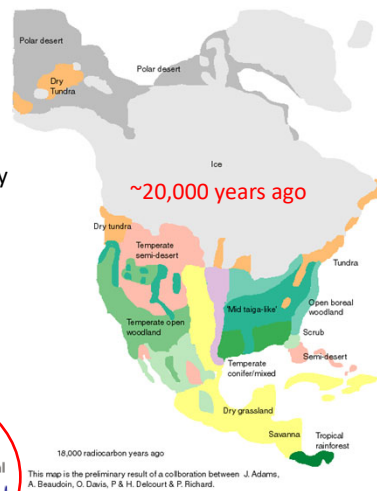 Polar desert
Polar desert
Dry
Tundra
Ice
y
~20,000 years ago
Dry tundra
Temperate
semi-desert
Tundra
'Mid taiga-like'
Open boreal
woodland
Temperate open
woodland
Scrub
Semi-desert
Temperate
conifer/mixed
Dry grassland
Savanna
Tropical
rainforest
18,000 radiocarbon years ago
al
This map is the preliminary result of a collboration between J. Adams,
A. Beaudoin, O. Davis, P & H. Delcourt & P. Richard.